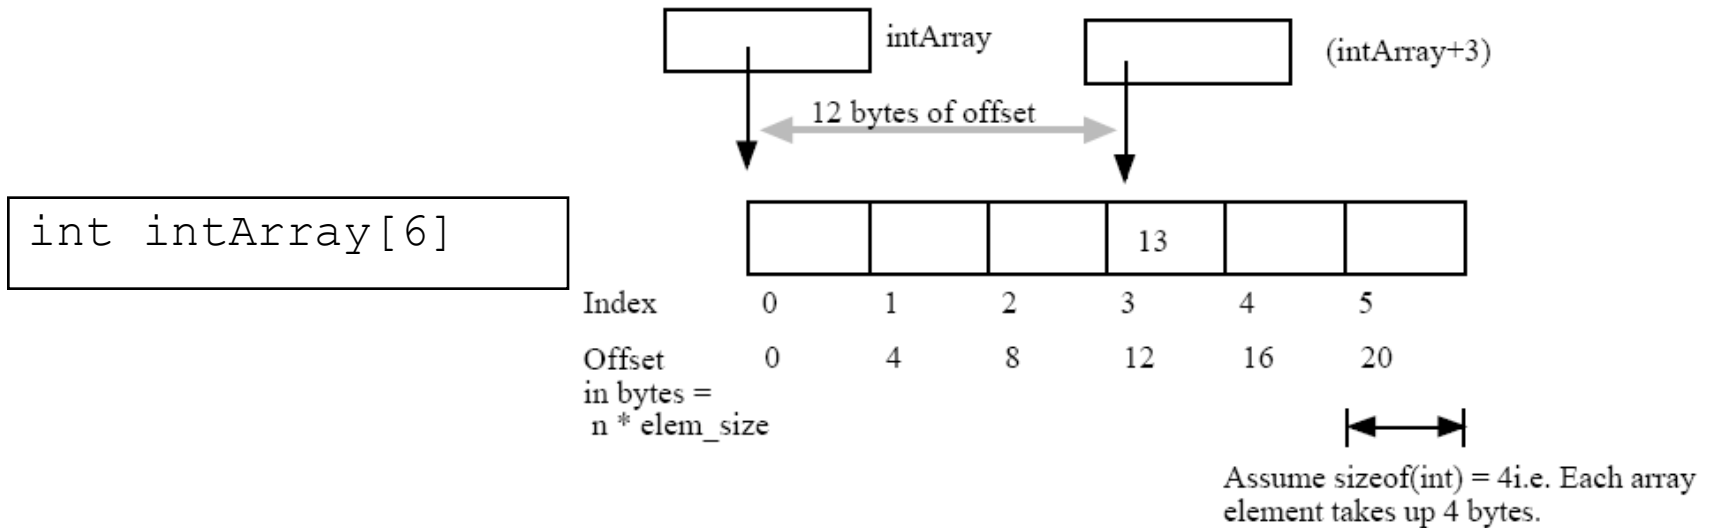 intArray
(intArray+3)
12 bytes of offset
int intArray[6]
13
Index 0 1 2 3 4 5
Offset 0 4 8 12 16 20
in bytes =
n * elem_size
Assume sizeof(int) = 4i.e. Each array
element takes up 4 bytes.